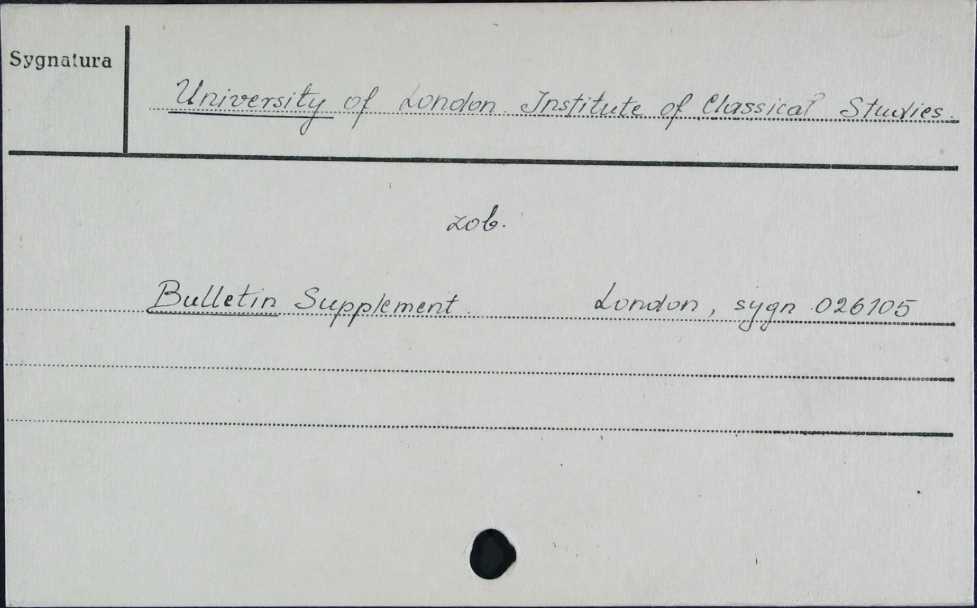 Sygnatura
University of London Institute of Classical Studies.
zob.
Bulletin Supplement. London, sygn. 026105